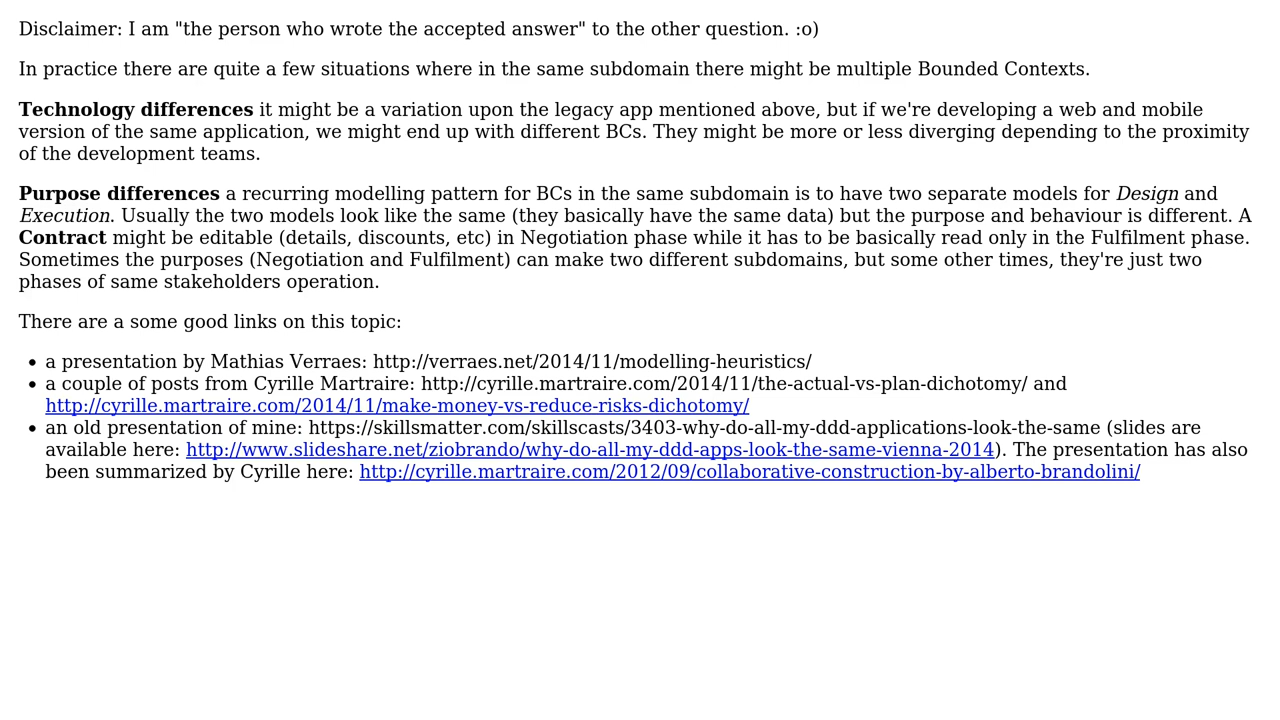 Disclaimer: I am "the person who wrote the accepted answer" to the other question. :o)
In practice there are quite a few situations where in the same subdomain there might be multiple Bounded Contexts.
Technology differences it might be a variation upon the legacy app mentioned above, but if we're developing a web and mobile
version of the same application, we might end up with different BCs. They might be more or less diverging depending to the proximity
of the development teams.
Purpose differences a recurring modelling pattern for BCs in the same subdomain is to have two separate models for Design and
Execution. Usually the two models look like the same (they basically have the same data) but the purpose and behaviour is different. A
Contract might be editable (details, discounts, etc) in Negotiation phase while it has to be basically read only in the Fulfilment phase.
Sometimes the purposes (Negotiation and Fulfilment) can make two different subdomains, but some other times, they're just two
phases of same stakeholders operation.
There are a some good links on this topic:
• a presentation by Mathias Verraes: http://verraes.net/2014/11/modelling-heuristics/
• a couple of posts from Cyrille Martraire: http://cyrille.martraire.com/2014/11/the-actual-vs-plan-dichotomy/ and
http://cyrille.martraire.com/2014/11/make-money-vs-reduce-risks-dichotomy/
• an old presentation of mine: https://skillsmatter.com/skillscasts/3403-why-do-all-my-ddd-applications-look-the-same (slides are
available here: http://www.slideshare.net/ziobrando/why-do-all-my-ddd-apps-look-the-same-vienna-2014). The presentation has also
been summarized by Cyrille here: http://cyrille.martraire.com/2012/09/collaborative-construction-by-alberto-brandolini/